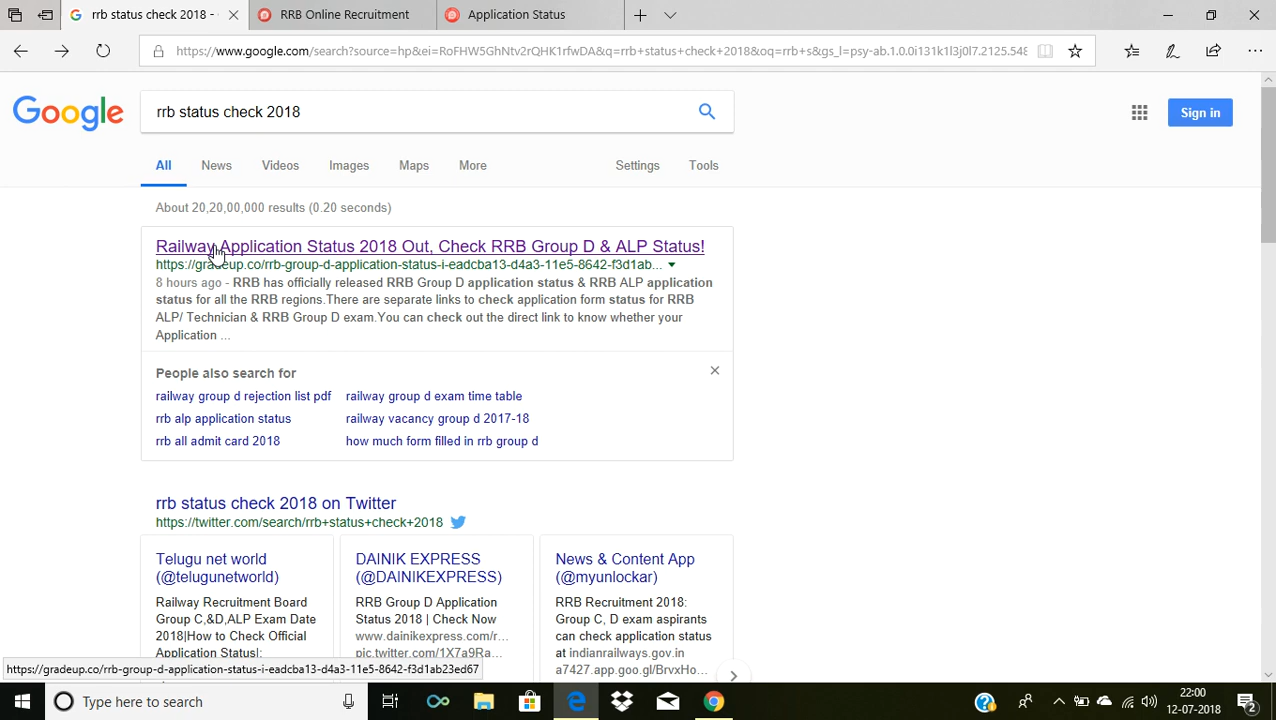 rrb status check 2018 -
RRB Online Recruitment
Application Status
https://www.google.com/search?source=hp&ei=RoFHW5GhNtv2rQHK1rfwDA&q=rrb+status+check+2018&oq=rrb+s&gs_l=psy-ab.1.0.0i131k1l3j0l7.2125.548
Google
rrb status check 2018
Sign in
All News Videos Images Maps More Settings Tools
About 20,20,00,000 results (0.20 seconds)
Railway Application Status 2018 Out, Check RRB Group D & ALP Status!
https://gradeup.co/rrb-group-d-application-status-i-eadcba13-d4a3-11e5-8642-f3d1ab...
8 hours ago - RRB has officially released RRB Group D application status & RRB ALP application
status for all the RRB regions.There are separate links to check application form status for RRB
ALP/ Technician & RRB Group D exam.You can check out the direct link to know whether your
Application ...
People also search for
railway group d rejection list pdf railway group d exam time table
rrb alp application status railway vacancy group d 2017-18
rrb all admit card 2018 how much form filled in rrb group d
rrb status check 2018 on Twitter
https://twitter.com/search/rrb+status+check+2018
Telugu net world
(@telugunetworld)
Railway Recruitment Board
Group C,&D,ALP Exam Date
2018|How to Check Official
Application Status|:
DAINIK EXPRESS
(@DAINIKEXPRESS)
RRB Group D Application
Status 2018 | Check Now
www.dainikexpress.com/r...
pic.twitter.com/1X7a9Ra...
News & Content App
(@myunlockar)
RRB Recruitment 2018:
Group C, D exam aspirants
can check application status
at indianrailways.gov.in
a7427.app.goo.gl/BrvxHo...
https://gradeup.co/rrb-group-d-application-status-i-eadcba13-d4a3-11e5-8642-f3d1ab23ed67
Type here to search
22:00
12-07-2018
2